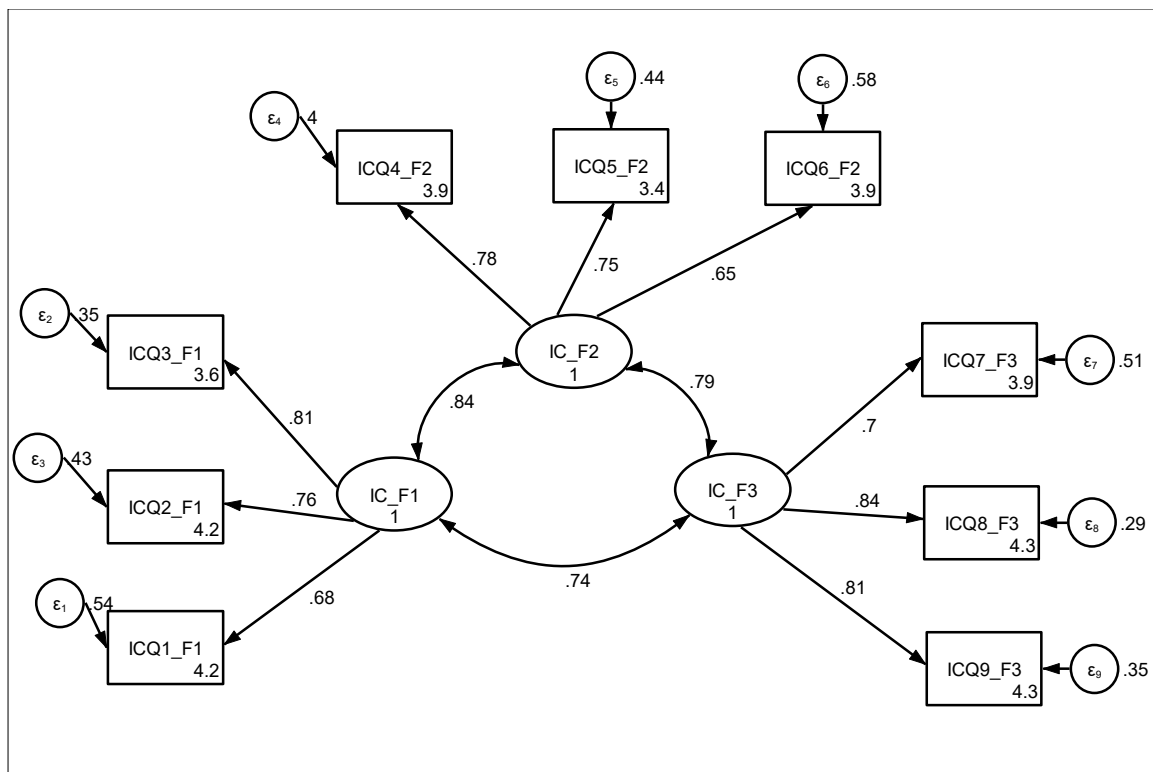 ε₅ .44
ε₆ .58
ε₄ .4
ICQ4_F2
3.9
ICQ5_F2
3.4
ICQ6_F2
3.9
.78
.75
.65
ε₂ .35
ICQ3_F1
3.6
IC_F2
1
ICQ7_F3
3.9
ε₇ .51
.84
.79
.81
.7
ε₃ .43
ICQ2_F1
4.2
.76
IC_F1
1
IC_F3
1
.84
ICQ8_F3
4.3
ε₈ .29
.74
.68
.81
ε₁ .54
ICQ1_F1
4.2
ICQ9_F3
4.3
ε₉ .35